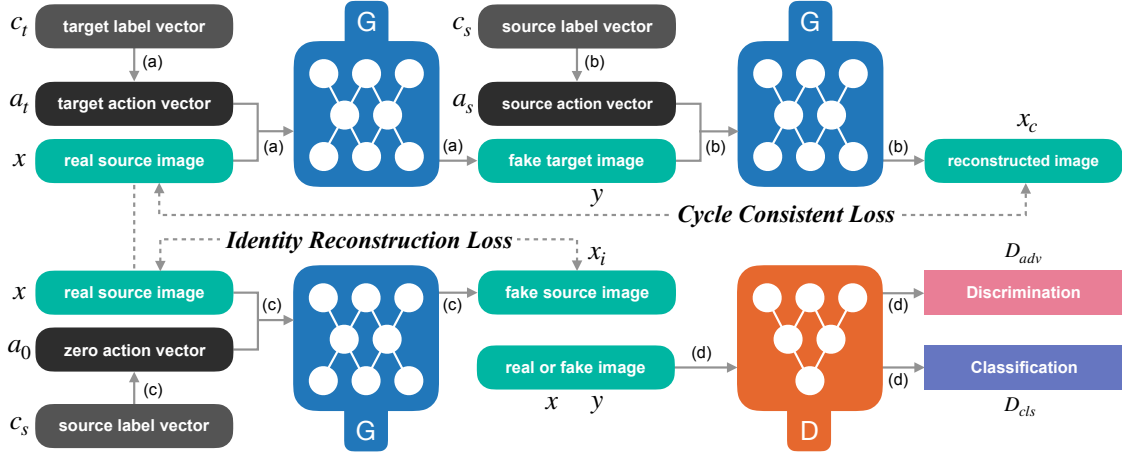 c_t target label vector
G
c_s source label vector
G
(a)
(b)
a_t target action vector
a_s source action vector
x_c
x real source image
(a)
(a)
fake target image
(b)
(b)
reconstructed image
y
Cycle Consistent Loss
Identity Reconstruction Loss
x_i
D_adv
x real source image
(c)
(c)
fake source image
(d)
Discrimination
a_0 zero action vector
real or fake image
(d)
(d)
Classification
(c)
x y
D_cls
c_s source label vector
G
D